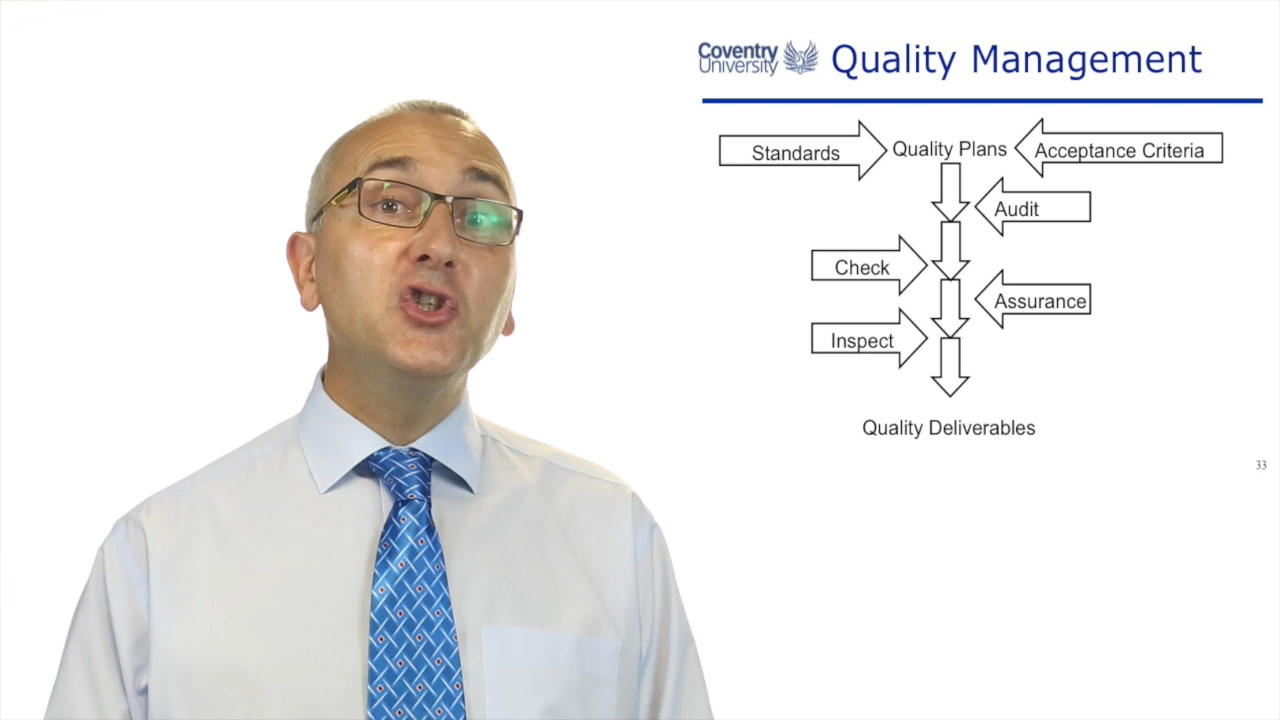 Coventry
University
Quality Management
Standards
Quality Plans
Acceptance Criteria
Audit
Check
Assurance
Inspect
Quality Deliverables
33